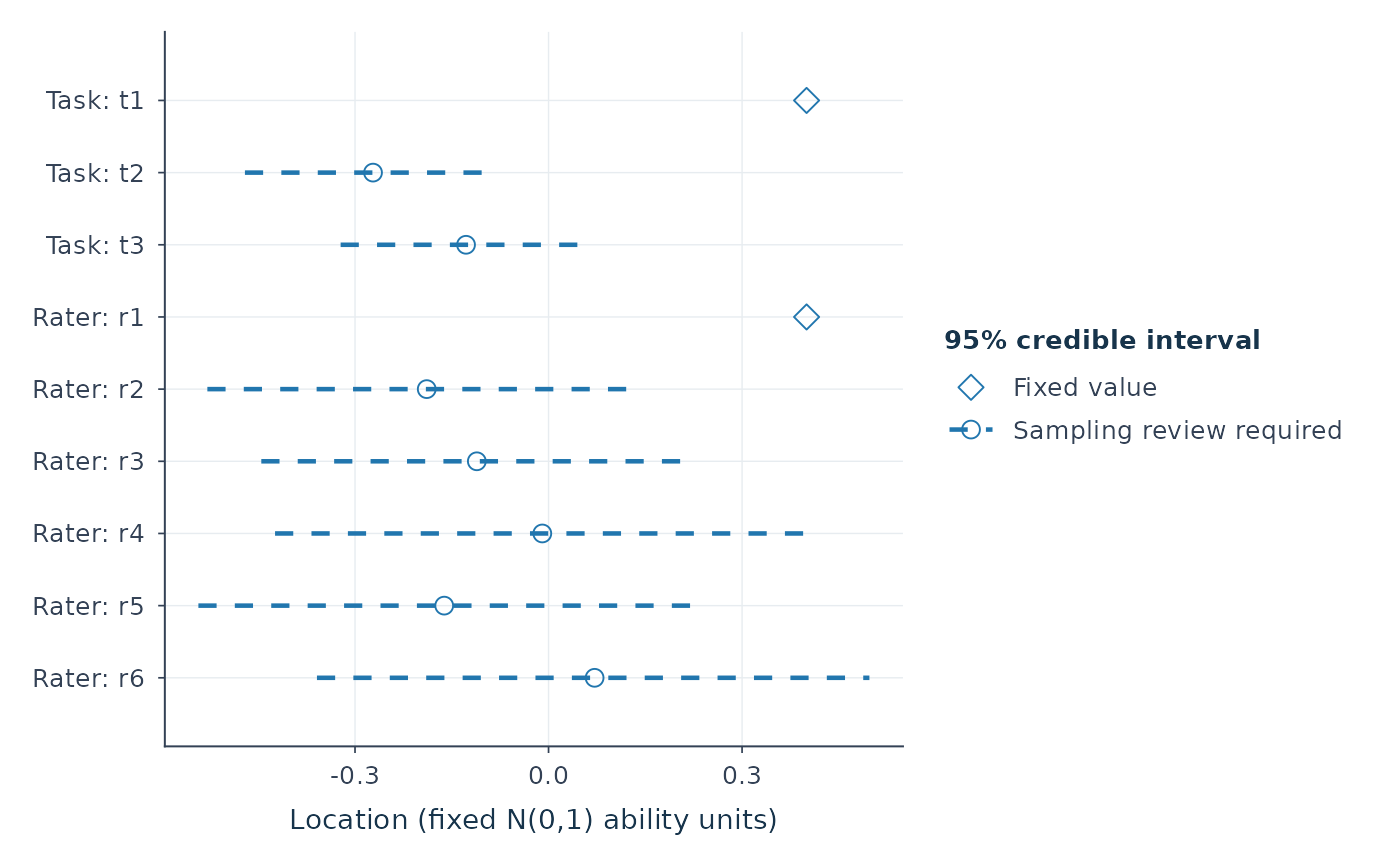 Task: t1
Task: t2
Task: t3
Rater: r1
Rater: r2
Rater: r3
Rater: r4
Rater: r5
Rater: r6
-0.3 0.0 0.3
Location (fixed N(0,1) ability units)
95% credible interval
Fixed value
Sampling review required